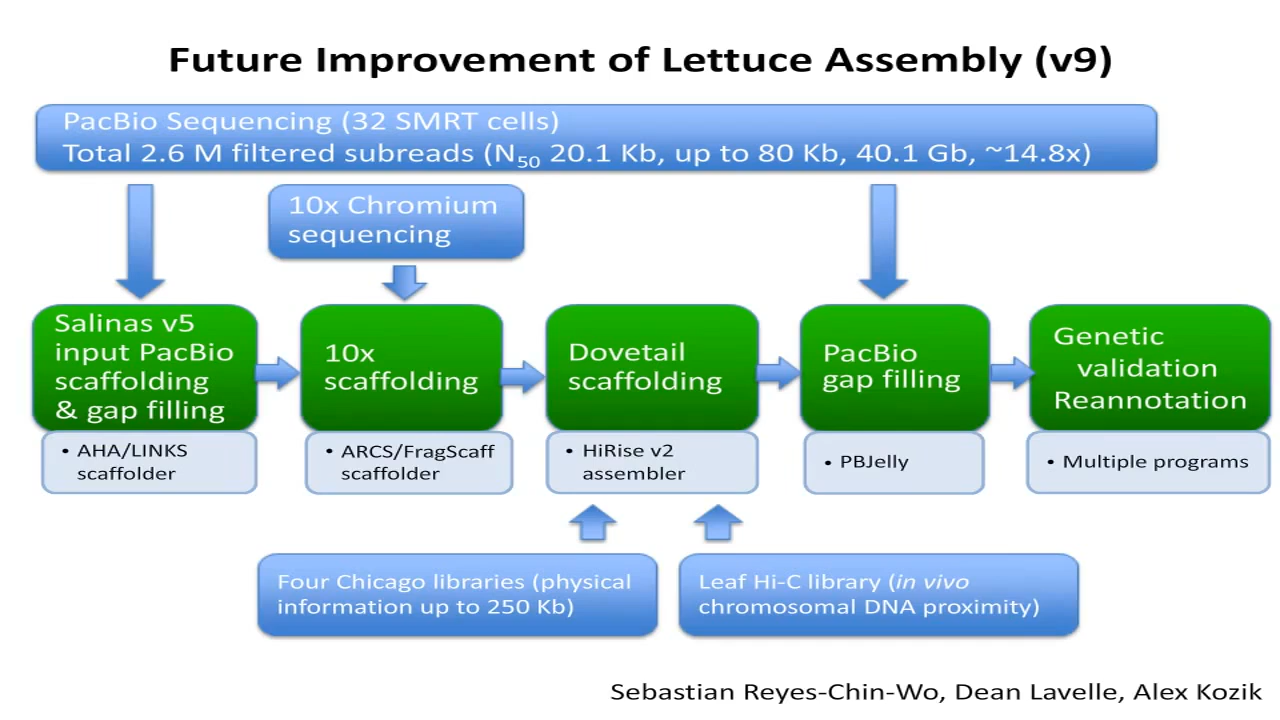 Future Improvement of Lettuce Assembly (v9)
PacBio Sequencing (32 SMRT cells)
Total 2.6 M filtered subreads (N50 20.1 Kb, up to 80 Kb, 40.1 Gb, ~14.8x)
10x Chromium
sequencing
Salinas v5
input PacBio
scaffolding
& gap filling
• AHA/LINKS
scaffolder
10x
scaffolding
• ARCS/FragScaff
scaffolder
Dovetail
scaffolding
• HiRise v2
assembler
PacBio
gap filling
• PBJelly
Genetic
validation
Reannotation
• Multiple programs
Four Chicago libraries (physical
information up to 250 Kb)
Leaf Hi-C library (in vivo
chromosomal DNA proximity)
Sebastian Reyes-Chin-Wo, Dean Lavelle, Alex Kozik